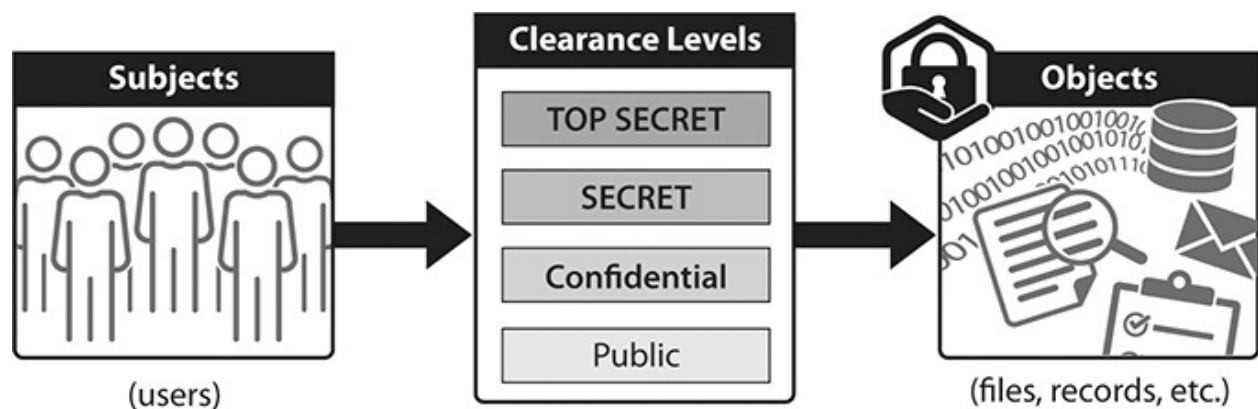 Subjects
(users)
Clearance Levels
TOP SECRET
SECRET
Confidential
Public
Objects
(files, records, etc.)